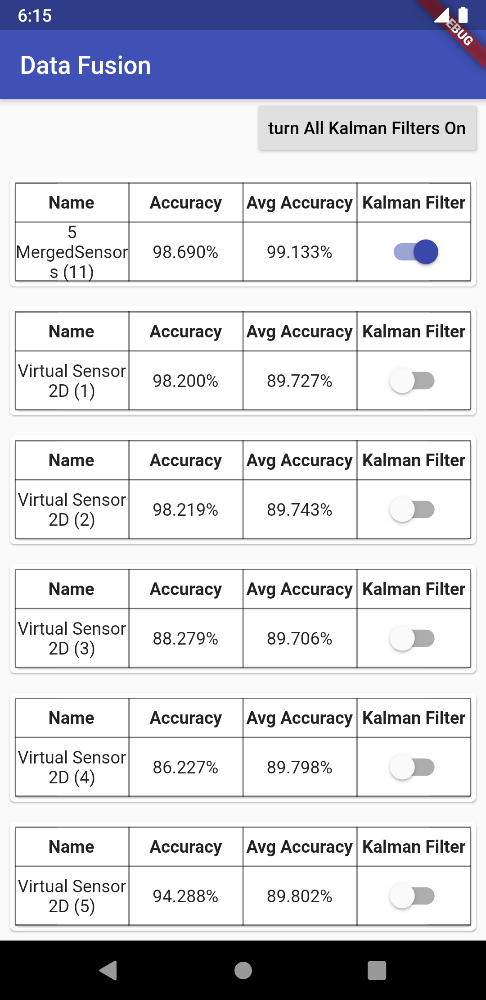 6:15
EBUG
Data Fusion
turn All Kalman Filters On
Name Accuracy Avg Accuracy Kalman Filter
5
MergedSensor
s (11)
98.690% 99.133%
Name Accuracy Avg Accuracy Kalman Filter
Virtual Sensor
2D (1)
98.200% 89.727%
Name Accuracy Avg Accuracy Kalman Filter
Virtual Sensor
2D (2)
98.219% 89.743%
Name Accuracy Avg Accuracy Kalman Filter
Virtual Sensor
2D (3)
88.279% 89.706%
Name Accuracy Avg Accuracy Kalman Filter
Virtual Sensor
2D (4)
86.227% 89.798%
Name Accuracy Avg Accuracy Kalman Filter
Virtual Sensor
2D (5)
94.288% 89.802%